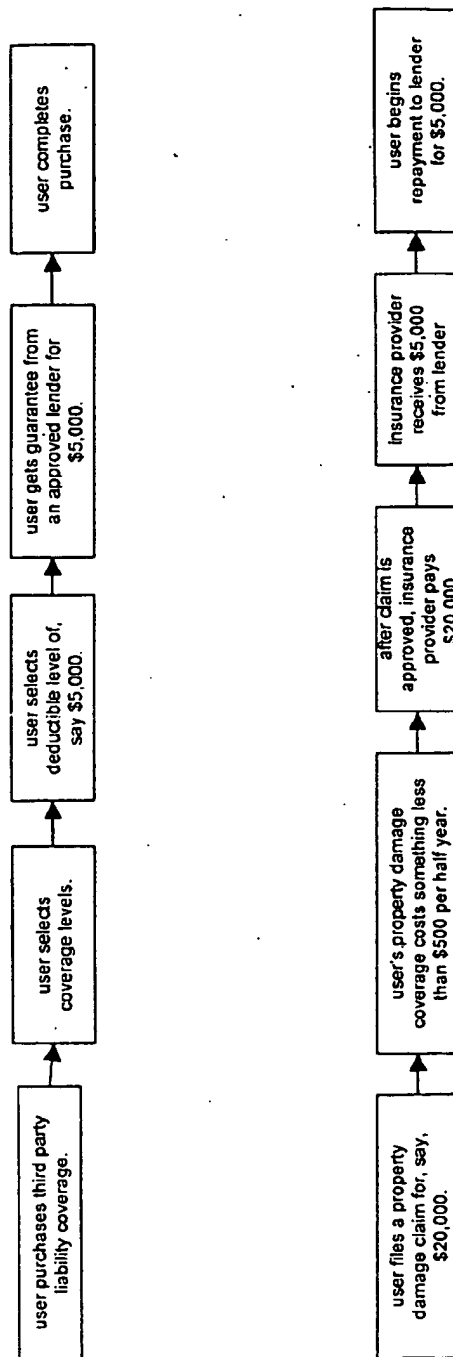 user purchases third party
liability coverage.
user selects
coverage levels.
user selects
deductible level of,
say $5,000.
user gets guarantee from
an approved lender for
$5,000.
user completes
purchase.
user files a property
damage claim for, say,
$20,000.
user's property damage
coverage costs something less
than $500 per half year.
after claim is
approved, insurance
provider pays
$20,000
Insurance provider
receives $5,000
from lender
user begins
repayment to lender
for $5,000.